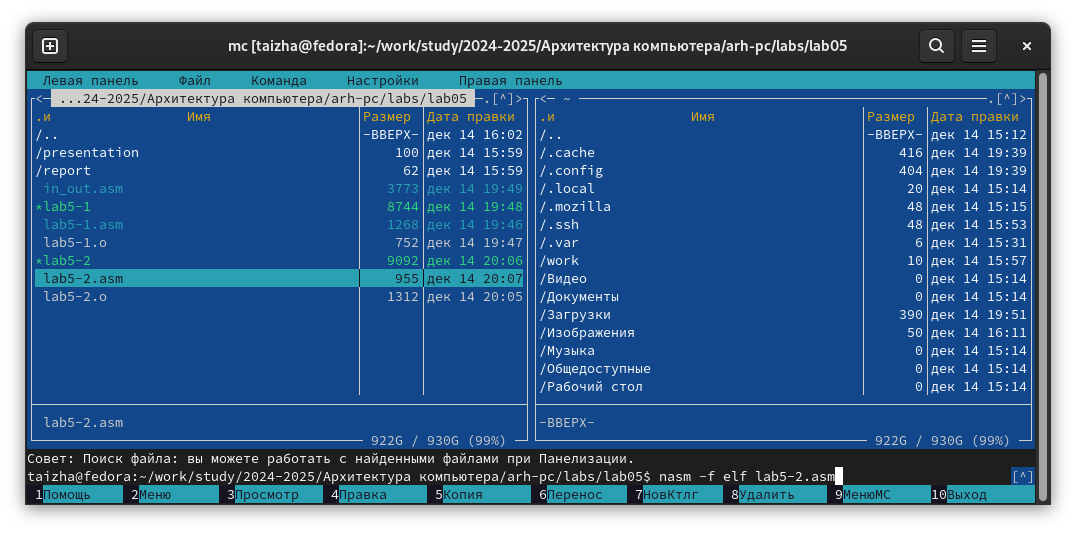 mc [taizha@fedora]:~/work/study/2024-2025/Архитектура компьютера/arh-pc/labs/lab05
Левая панель Файл Команда Настройки Правая панель
<─ ...24-2025/Архитектура компьютера/arh-pc/labs/lab05 ─.[^]>
.и Имя Размер Дата правки
/.. -ВВЕРХ- дек 14 16:02
/presentation 100 дек 14 15:59
/report 62 дек 14 15:59
in_out.asm 3773 дек 14 19:49
*lab5-1 8744 дек 14 19:48
lab5-1.asm 1268 дек 14 19:46
lab5-1.o 752 дек 14 19:47
*lab5-2 9092 дек 14 20:06
lab5-2.asm 955 дек 14 20:07
lab5-2.o 1312 дек 14 20:05
lab5-2.asm
922G / 930G (99%)
<─ ~ ─.[^]>
.и Имя Размер Дата правки
/.. -ВВЕРХ- дек 14 15:12
/.cache 416 дек 14 19:39
/.config 404 дек 14 19:39
/.local 20 дек 14 15:14
/.mozilla 48 дек 14 15:15
/.ssh 48 дек 14 15:53
/.var 6 дек 14 15:31
/work 10 дек 14 15:57
/Видео 0 дек 14 15:14
/Документы 0 дек 14 15:14
/Загрузки 390 дек 14 19:51
/Изображения 50 дек 14 16:11
/Музыка 0 дек 14 15:14
/Общедоступные 0 дек 14 15:14
/Рабочий стол 0 дек 14 15:14
-ВВЕРХ-
922G / 930G (99%)
Совет: Поиск файла: вы можете работать с найденными файлами при Панелизации.
taizha@fedora:~/work/study/2024-2025/Архитектура компьютера/arh-pc/labs/lab05$ nasm -f elf lab5-2.asm [^]
1Помощь 2Меню 3Просмотр 4Правка 5Копия 6Перенос 7НовКтлг 8Удалить 9МенюМС 10Выход